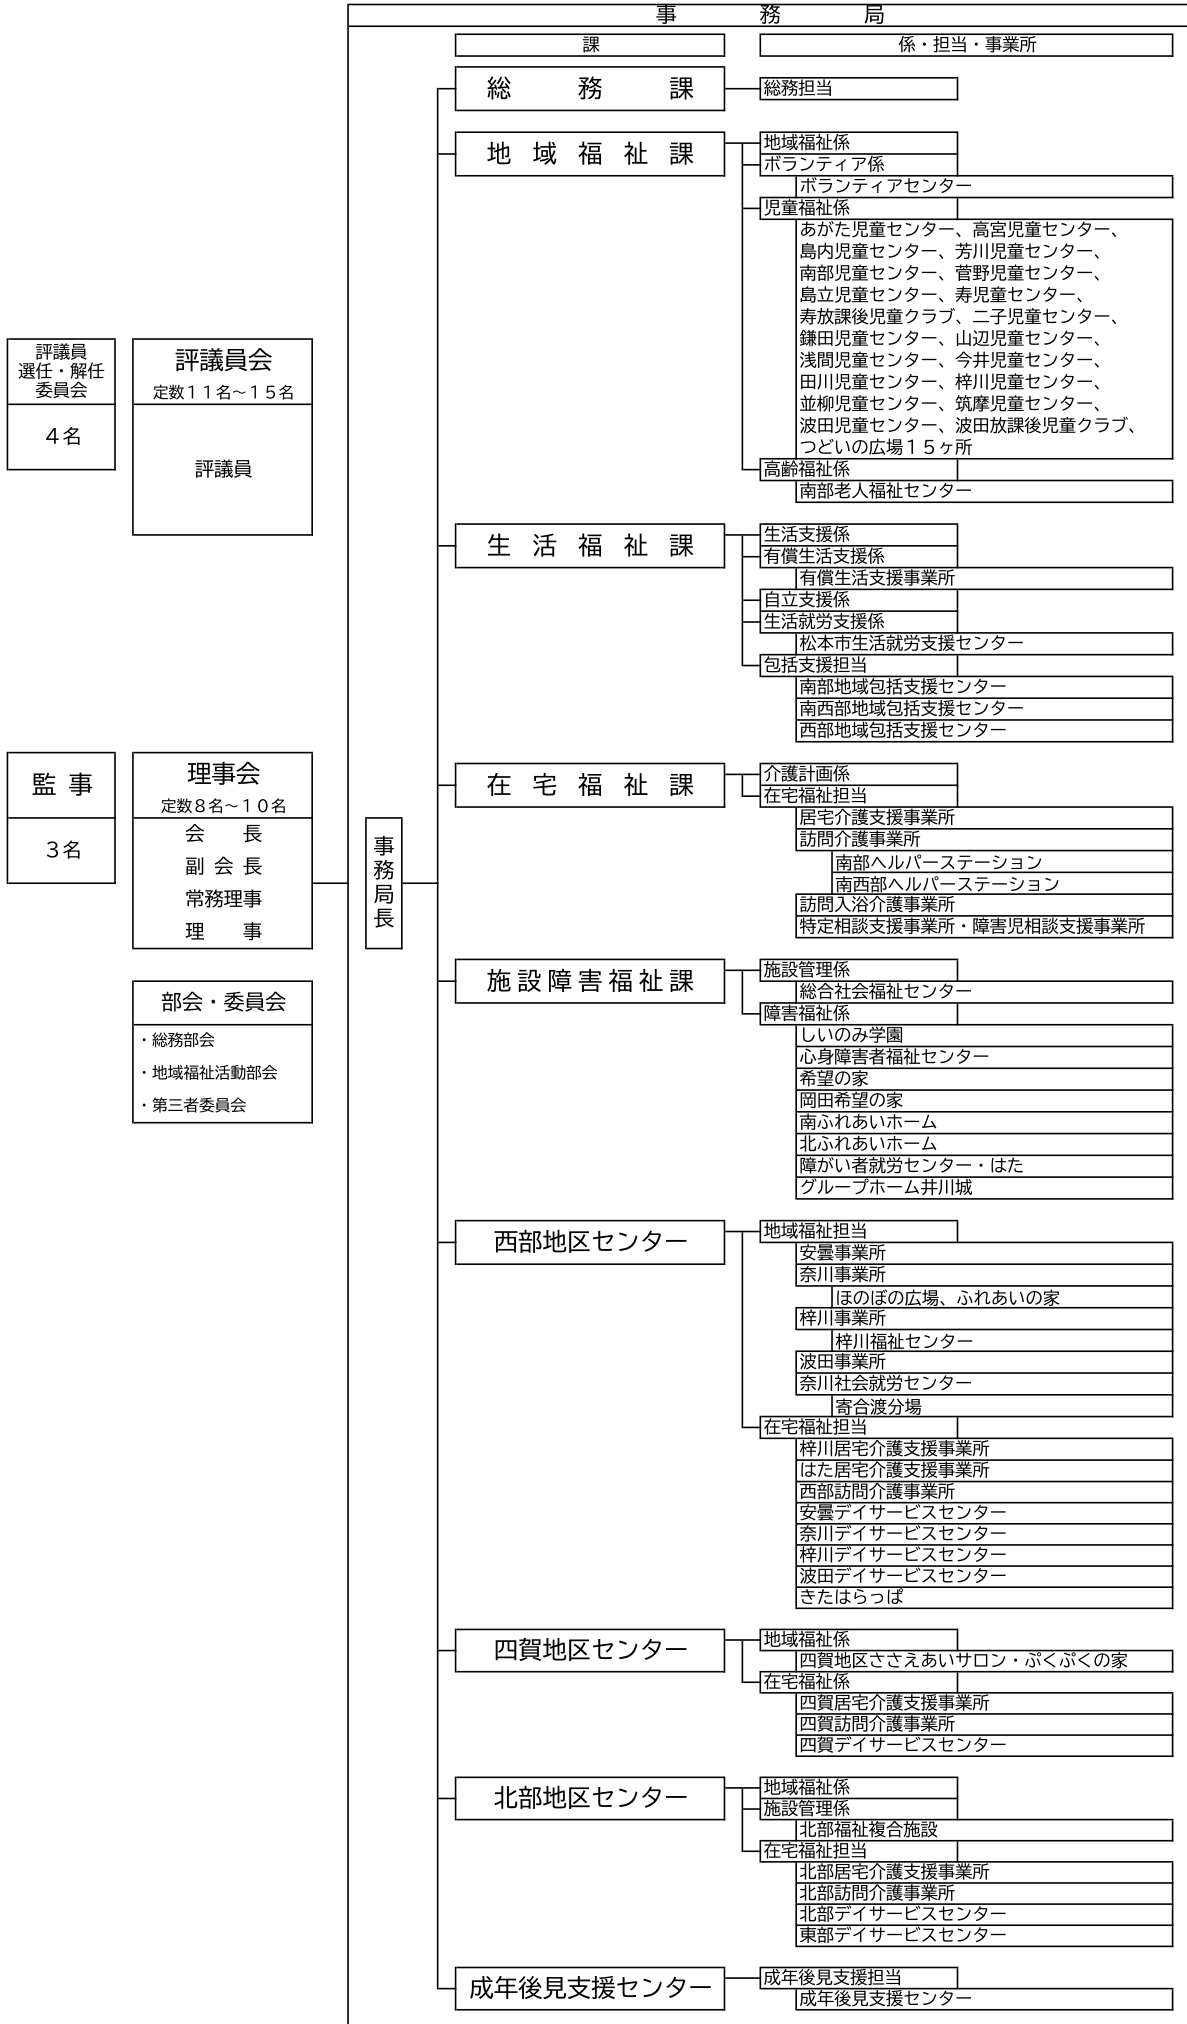 事務局
課
係・担当・事業所
総務課
総務担当
地域福祉課
地域福祉係
ボランティア係
ボランティアセンター
児童福祉係
あがた児童センター、高宮児童センター、
島内児童センター、芳川児童センター、
南部児童センター、菅野児童センター、
島立児童センター、寿児童センター、
寿放課後児童クラブ、二子児童センター、
鎌田児童センター、山辺児童センター、
浅間児童センター、今井児童センター、
田川児童センター、梓川児童センター、
並柳児童センター、筑摩児童センター、
波田児童センター、波田放課後児童クラブ、
つどいの広場１５ヶ所
高齢福祉係
南部老人福祉センター
評議員
選任・解任
委員会
４名
評議員会
定数１１名～１５名
評議員
生活福祉課
生活支援係
有償生活支援係
有償生活支援事業所
自立支援係
生活就労支援係
松本市生活就労支援センター
包括支援担当
南部地域包括支援センター
南西部地域包括支援センター
西部地域包括支援センター
監事
３名
理事会
定数８名～１０名
会長
副会長
常務理事
理事
事務局長
在宅福祉課
介護計画係
在宅福祉担当
居宅介護支援事業所
訪問介護事業所
南部ヘルパーステーション
南西部ヘルパーステーション
訪問入浴介護事業所
特定相談支援事業所・障害児相談支援事業所
部会・委員会
・総務部会
・地域福祉活動部会
・第三者委員会
施設障害福祉課
施設管理係
総合社会福祉センター
障害福祉係
しいのみ学園
心身障害者福祉センター
希望の家
岡田希望の家
南ふれあいホーム
北ふれあいホーム
障がい者就労センター・はた
グループホーム井川城
西部地区センター
地域福祉担当
安曇事業所
奈川事業所
ほのぼの広場、ふれあいの家
梓川事業所
梓川福祉センター
波田事業所
奈川社会就労センター
寄合渡分場
在宅福祉担当
梓川居宅介護支援事業所
はた居宅介護支援事業所
西部訪問介護事業所
安曇デイサービスセンター
奈川デイサービスセンター
梓川デイサービスセンター
波田デイサービスセンター
きたはらっぱ
四賀地区センター
地域福祉係
四賀地区ささえあいサロン・ぷくぷくの家
在宅福祉係
四賀居宅介護支援事業所
四賀訪問介護事業所
四賀デイサービスセンター
北部地区センター
地域福祉係
施設管理係
北部福祉複合施設
在宅福祉担当
北部居宅介護支援事業所
北部訪問介護事業所
北部デイサービスセンター
東部デイサービスセンター
成年後見支援センター
成年後見支援担当
成年後見支援センター